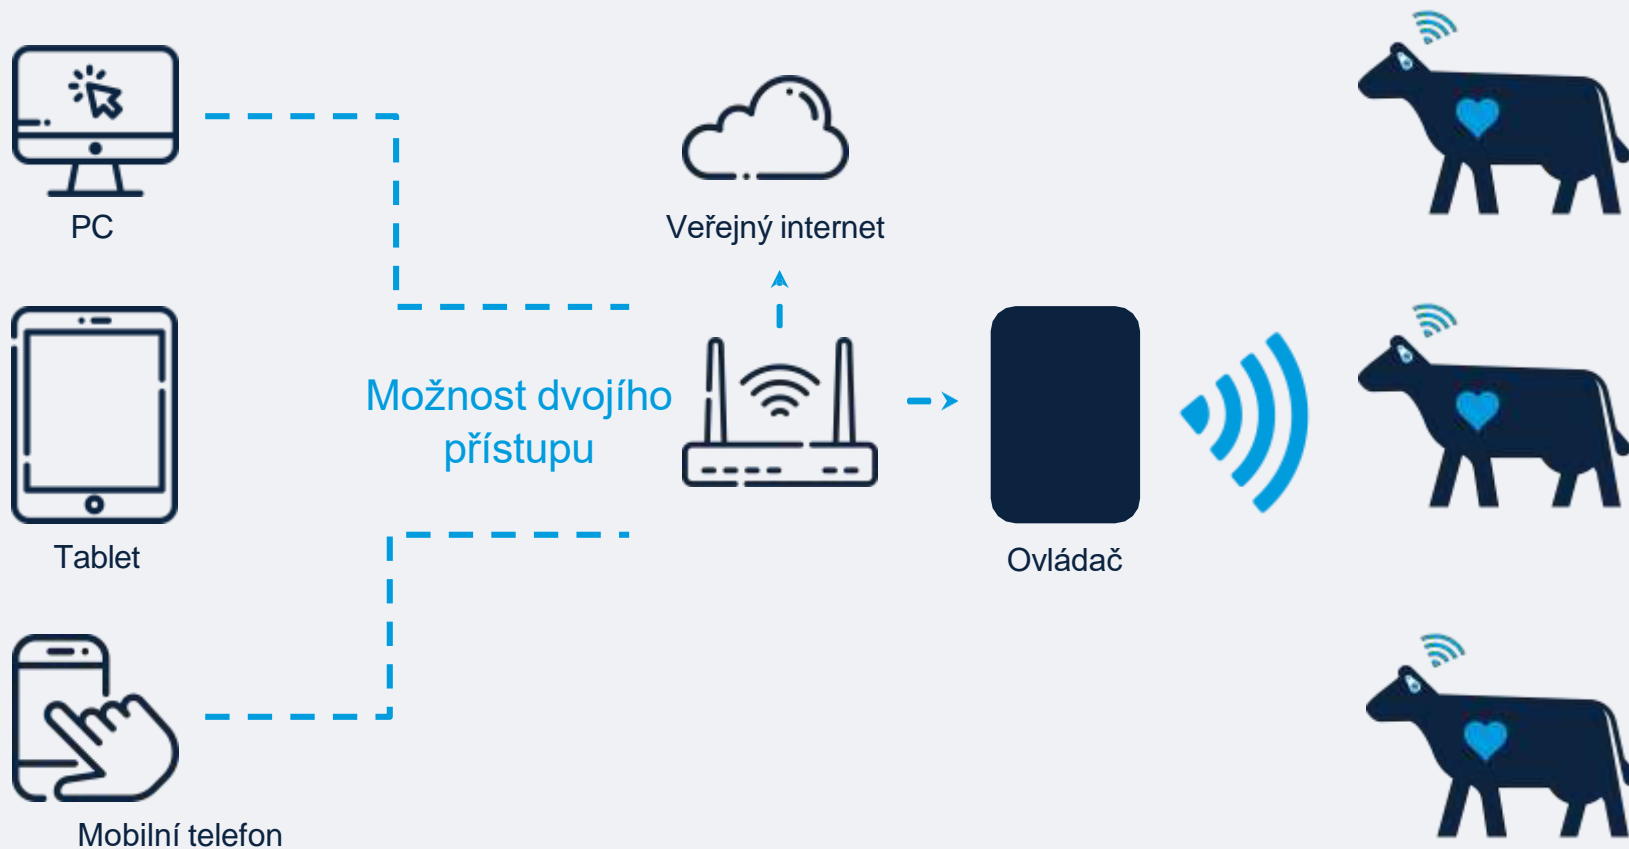 PC
Veřejný internet
Možnost dvojího
přístupu
Tablet
Ovládač
Mobilní telefon